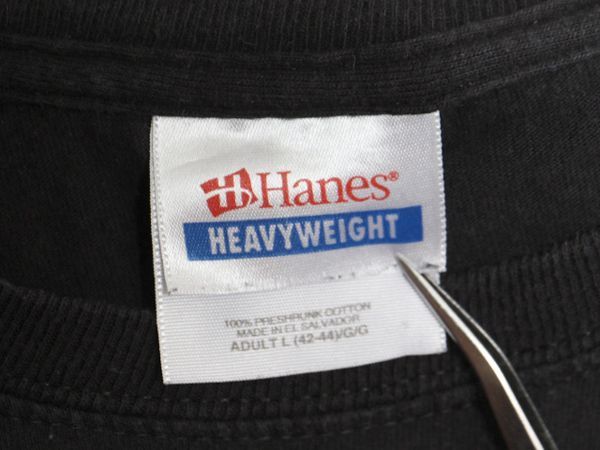 Hanes®
HEAVYWEIGHT
100% PRESHRUNK COTTON
MADE IN EL SALVADOR
ADULT L (42-44)/G/G